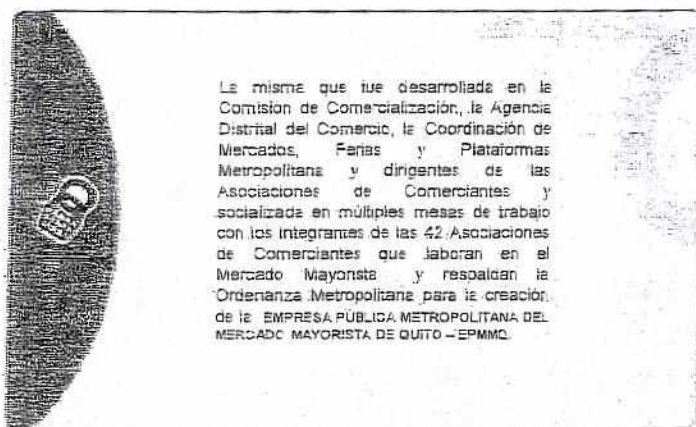 La misma que fue desarrollada en la
Comisión de Comercialización, la Agencia
Distrital del Comercio, la Coordinación de
Mercados, Ferias y Plataformas
Metropolitana y dirigentes de las
Asociaciones de Comerciantes y
socializada en múltiples mesas de trabajo
con los integrantes de las 42 Asociaciones
de Comerciantes que laboran en el
Mercado Mayorista y respaldan la
Ordenanza Metropolitana para la creación
de la EMPRESA PÚBLICA METROPOLITANA DEL
MERCADO MAYORISTA DE QUITO – EPMMQ.